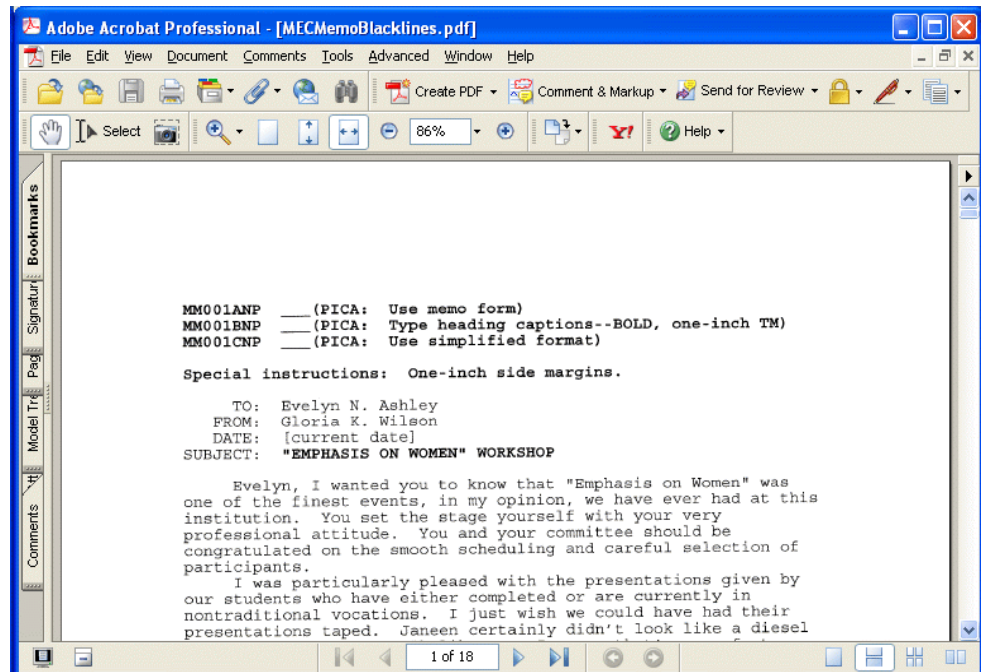 Adobe Acrobat Professional - [MECMemoBlacklines.pdf]
File Edit View Document Comments Tools Advanced Window Help
Create PDF Comment & Markup Send for Review
Select 86% Y! Help
Bookmarks
Signatur
Pag
Model Tre
Comments
MM001ANP ___(PICA: Use memo form)
MM001BNP ___(PICA: Type heading captions--BOLD, one-inch TM)
MM001CNP ___(PICA: Use simplified format)
Special instructions: One-inch side margins.
TO: Evelyn N. Ashley
FROM: Gloria K. Wilson
DATE: [current date]
SUBJECT: "EMPHASIS ON WOMEN" WORKSHOP
Evelyn, I wanted you to know that "Emphasis on Women" was
one of the finest events, in my opinion, we have ever had at this
institution. You set the stage yourself with your very
professional attitude. You and your committee should be
congratulated on the smooth scheduling and careful selection of
participants.
I was particularly pleased with the presentations given by
our students who have either completed or are currently in
nontraditional vocations. I just wish we could have had their
presentations taped. Janeen certainly didn't look like a diesel
1 of 18